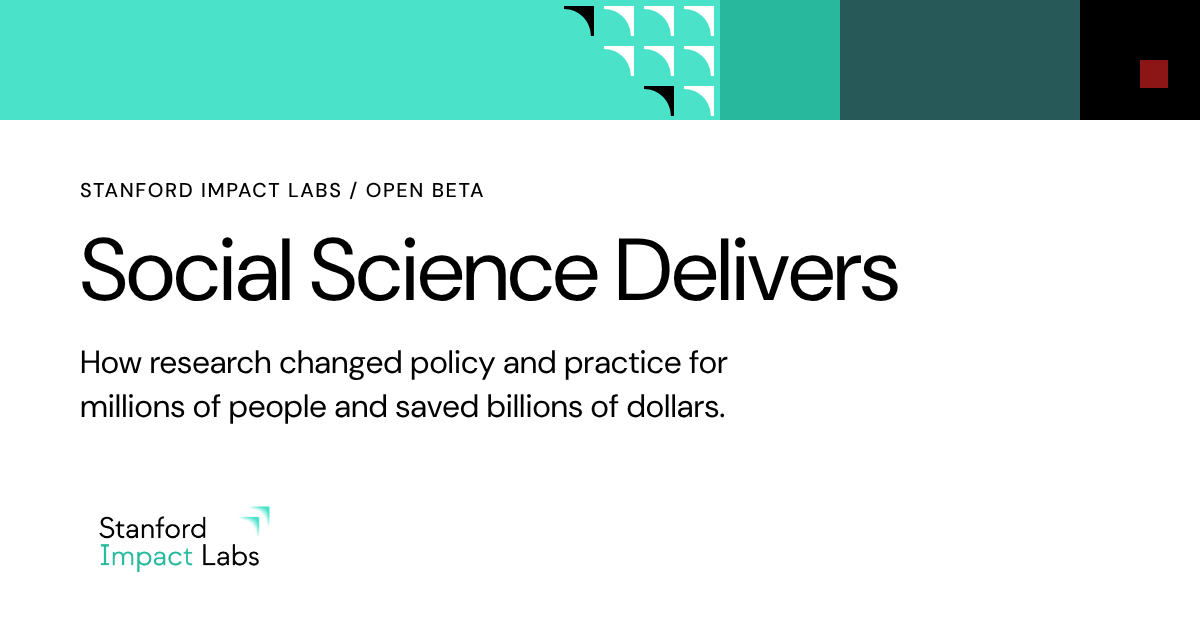 STANFORD IMPACT LABS / OPEN BETA
Social Science Delivers
How research changed policy and practice for
millions of people and saved billions of dollars.
Stanford
Impact Labs